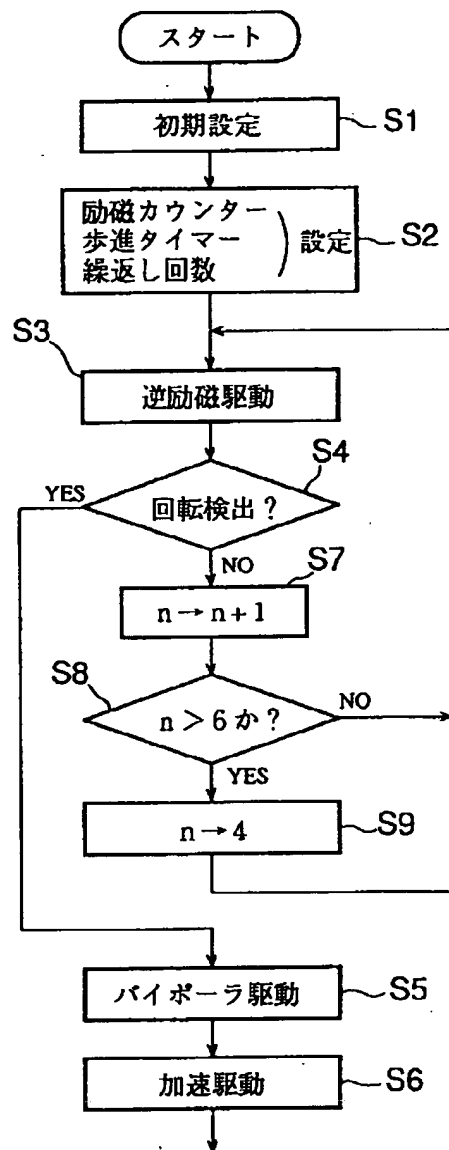 スタート
初期設定
S1
励磁カウンター
歩進タイマー
繰返し回数
設定
S2
S3
逆励磁駆動
S4
YES
回転検出?
NO
S7
n→n+1
S8
n>6か?
NO
YES
n→4
S9
バイポーラ駆動
S5
加速駆動
S6